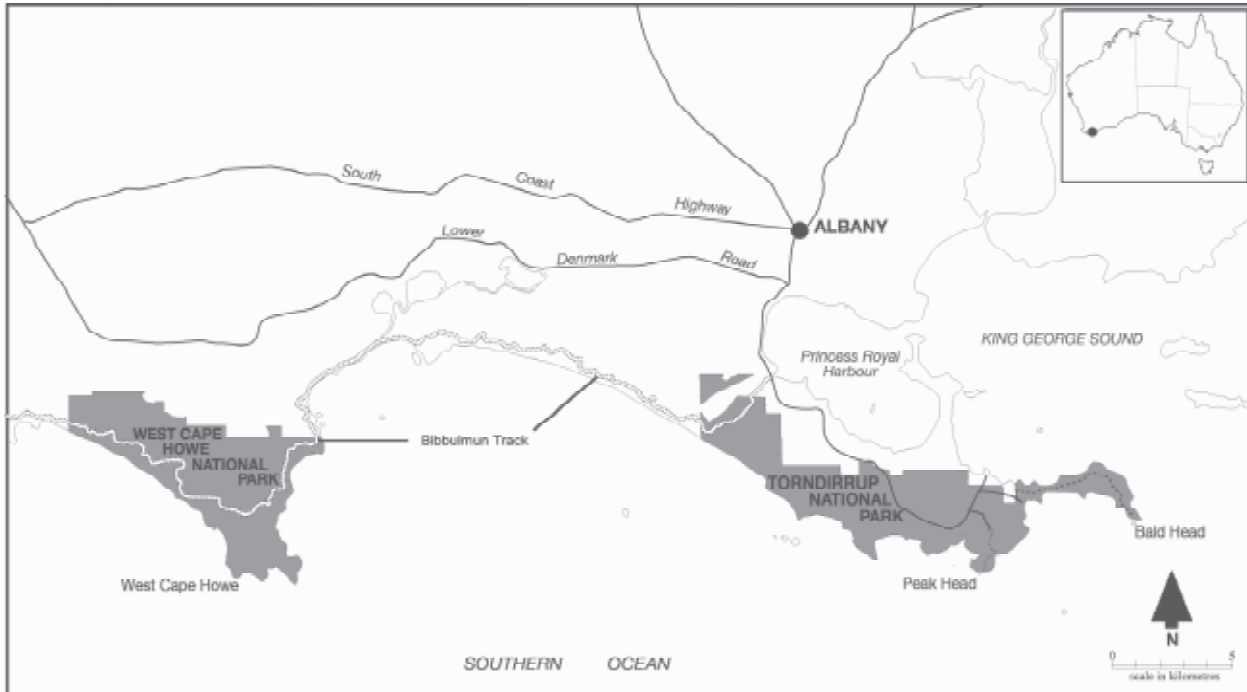 South Coast Highway
ALBANY
Lower Denmark Road
KING GEORGE SOUND
Princess Royal
Harbour
WEST CAPE
HOWE
NATIONAL
PARK
Bibbulmun Track
TORNDIRRUP
NATIONAL
PARK
Bald Head
West Cape Howe
Peak Head
N
SOUTHERN OCEAN
0 5
scale in kilometres